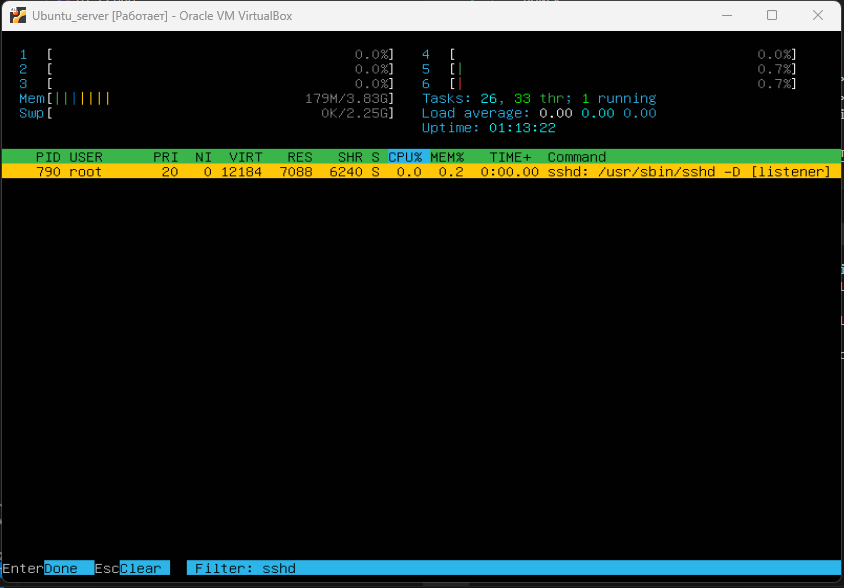 Ubuntu_server [Работает] - Oracle VM VirtualBox
1 [ 0.0%] 4 [ 0.0%]
2 [ 0.0%] 5 [| 0.7%]
3 [ 0.0%] 6 [| 0.7%]
Mem[||||||| 179M/3.83G] Tasks: 26, 33 thr; 1 running
Swp[ 0K/2.25G] Load average: 0.00 0.00 0.00
Uptime: 01:13:22
PID USER PRI NI VIRT RES SHR S CPU% MEM% TIME+ Command
790 root 20 0 12184 7088 6240 S 0.0 0.2 0:00.00 sshd: /usr/sbin/sshd -D [listener]
EnterDone EscClear Filter: sshd